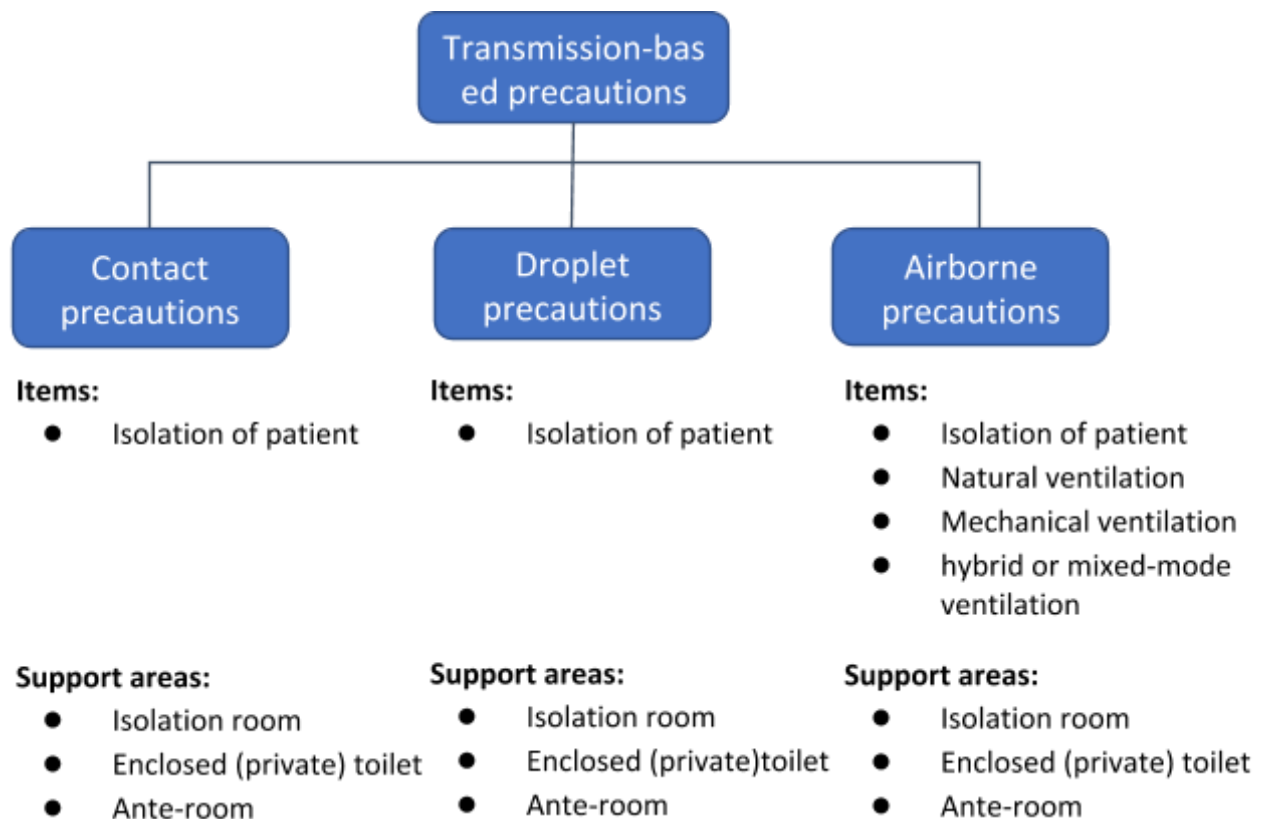 Transmission-bas
ed precautions
Contact
precautions
Droplet
precautions
Airborne
precautions
Items:
● Isolation of patient
Items:
● Isolation of patient
Items:
● Isolation of patient
● Natural ventilation
● Mechanical ventilation
● hybrid or mixed-mode
ventilation
Support areas:
● Isolation room
● Enclosed (private) toilet
● Ante-room
Support areas:
● Isolation room
● Enclosed (private)toilet
● Ante-room
Support areas:
● Isolation room
● Enclosed (private) toilet
● Ante-room